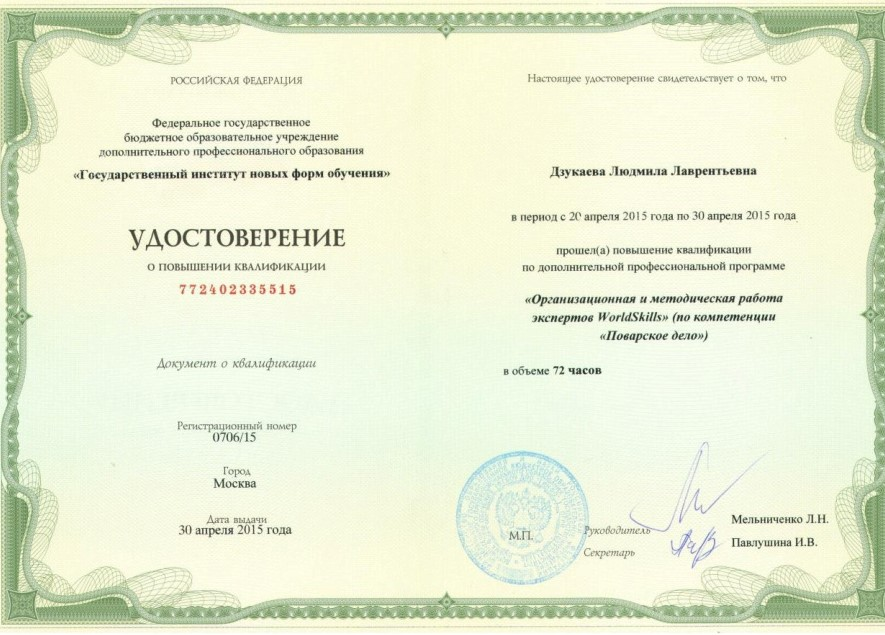 РОССИЙСКАЯ ФЕДЕРАЦИЯ
Федеральное государственное
бюджетное образовательное учреждение
дополнительного профессионального образования
«Государственный институт новых форм обучения»
УДОСТОВЕРЕНИЕ
О ПОВЫШЕНИИ КВАЛИФИКАЦИИ
772402335515
Документ о квалификации
Регистрационный номер
0706/15
Город
Москва
Дата выдачи
30 апреля 2015 года
Настоящее удостоверение свидетельствует о том, что
Дзукаева Людмила Лаврентьевна
в период с 20 апреля 2015 года по 30 апреля 2015 года
прошел(а) повышение квалификации
по дополнительной профессиональной программе
«Организационная и методическая работа
экспертов WorldSkills» (по компетенции
«Поварское дело»)
в объеме 72 часов
М.П.
Руководитель
Мельниченко Л.Н.
Секретарь
Павлушина И.В.